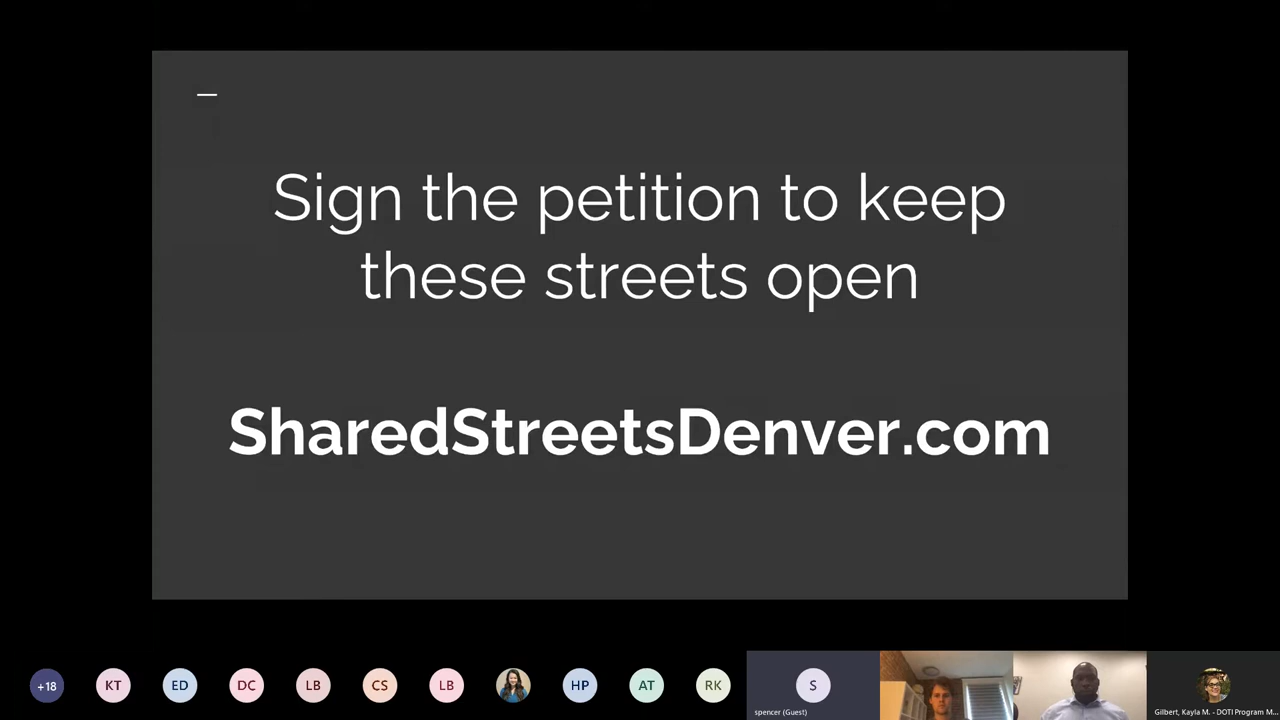 Sign the petition to keep
these streets open
SharedStreetsDenver.com
+18
KT
ED
DC
LB
CS
LB
HP
AT
RK
S
spencer (Guest)
Gilbert, Kayla M. - DOTI Program M...